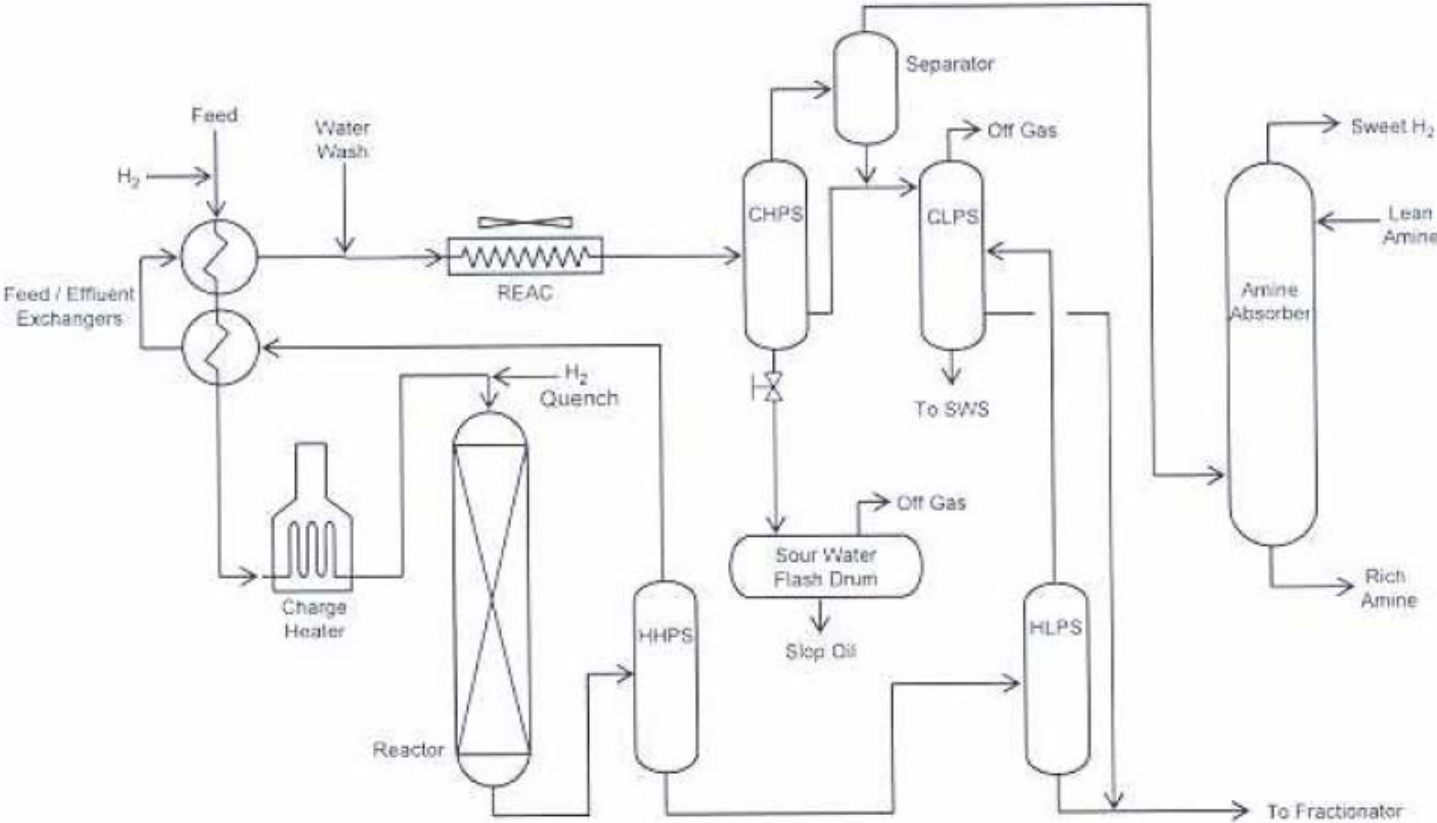 Separator
Feed
Water
Wash
H2
Off Gas
Sweet H2
CHPS
CLPS
Lean
Amine
Feed / Effluent
Exchangers
REAC
Amine
Absorber
H2
Quench
To SWS
Off Gas
Sour Water
Flash Drum
Charge
Heater
HHPS
HLPS
Rich
Amine
Slop Oil
Reactor
To Fractionator